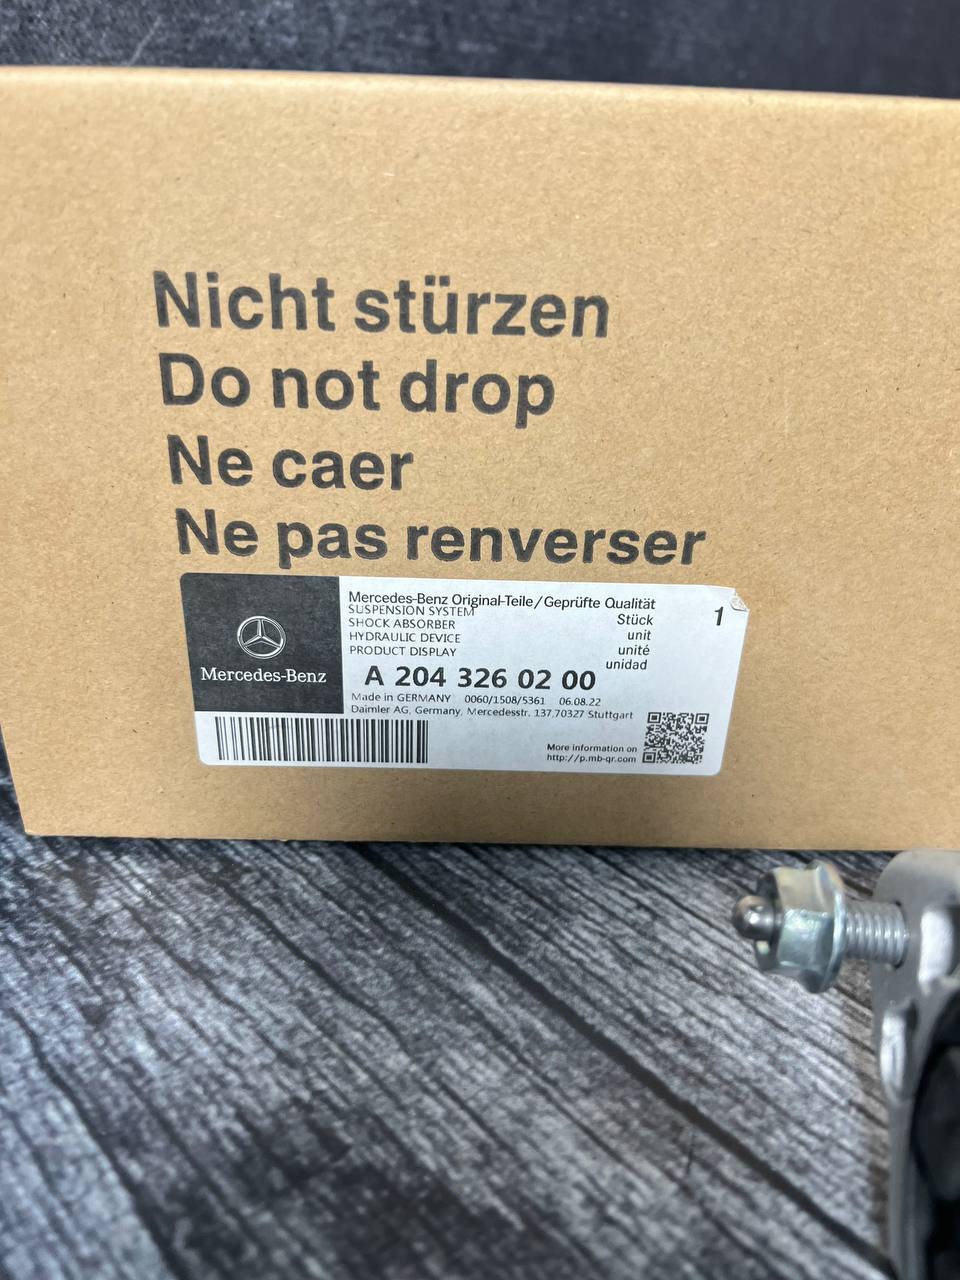 Nicht stürzen
Do not drop
Ne caer
Ne pas renverser
Mercedes-Benz
Mercedes-Benz Original-Teile/Geprüfte Qualität
SUSPENSION SYSTEM
SHOCK ABSORBER
HYDRAULIC DEVICE
PRODUCT DISPLAY
Stück
unit
unité
unidad
1
A 204 326 02 00
Made in GERMANY 0060/1508/5361 06.08.22
Daimler AG, Germany, Mercedesstr. 137,70327 Stuttgart
More information on
http://p.mb-qr.com